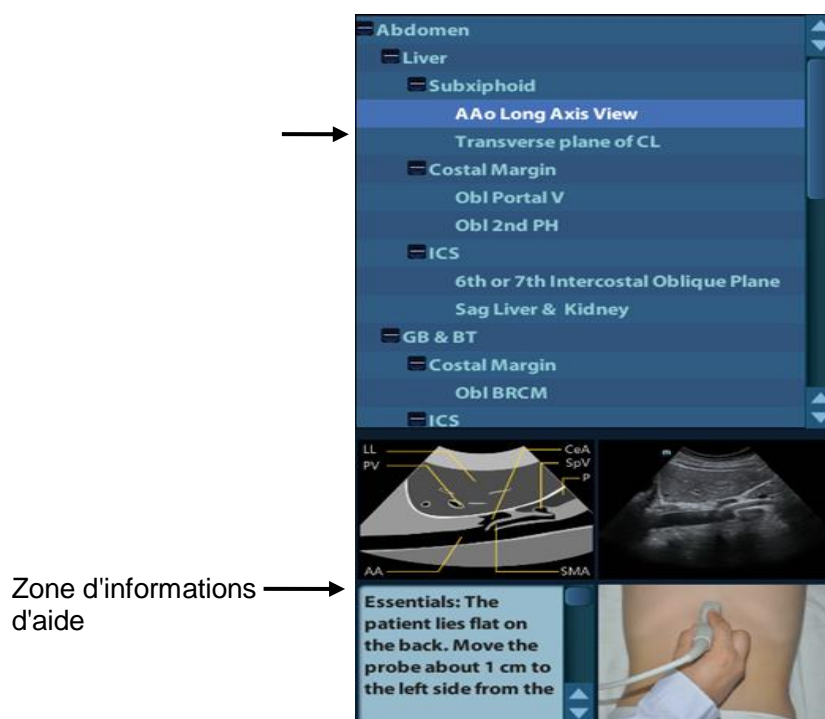 Abdomen
Liver
Subxiphoid
AAo Long Axis View
Transverse plane of CL
Costal Margin
Obl Portal V
Obl 2nd PH
ICS
6th or 7th Intercostal Oblique Plane
Sag Liver & Kidney
GB & BT
Costal Margin
Obl BRCM
ICS
LL
CeA
PV
SpV
P
AA
SMA
m
Zone d'informations
d'aide
Essentials: The
patient lies flat on
the back. Move the
probe about 1 cm to
the left side from the